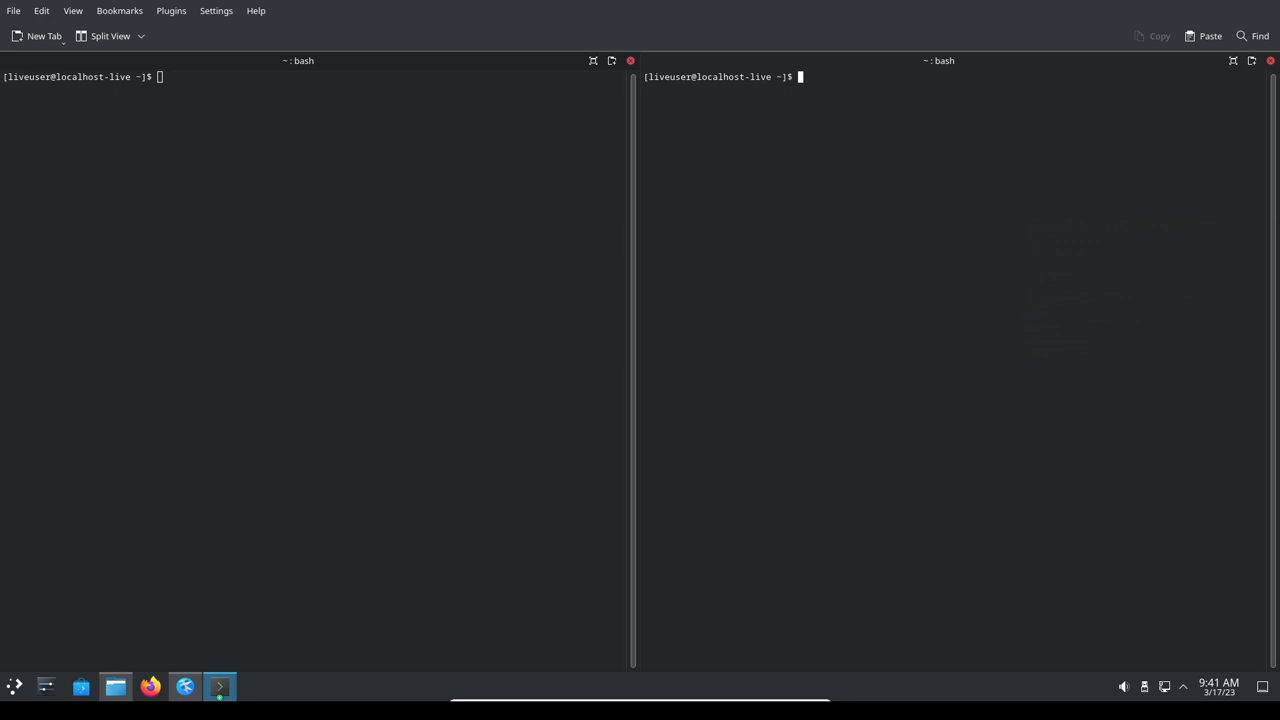 File Edit View Bookmarks Plugins Settings Help
New Tab Split View Copy Paste Find
~ : bash
[liveuser@localhost-live ~]$
~ : bash
[liveuser@localhost-live ~]$
9:41 AM
3/17/23